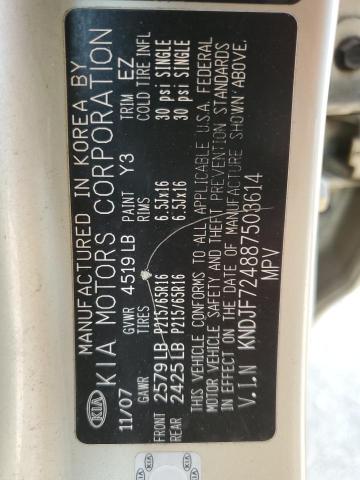 MANUFACTURED IN KOREA BY
KIA MOTORS CORPORATION
KIA
11/07 GVWR 4519 LB PAINT Y3 TRIM EZ
GAWR TIRES RIMS COLD TIRE INFL
FRONT 2579 LB P215/65R16 6.5Jx16 30 psi SINGLE
REAR 2425 LB P215/65R16 6.5Jx16 30 psi SINGLE
THIS VEHICLE CONFORMS TO ALL APPLICABLE U.S.A. FEDERAL
MOTOR VEHICLE SAFETY AND THEFT PREVENTION STANDARDS
IN EFFECT ON THE DATE OF MANUFACTURE SHOWN ABOVE.
V.I.N KNDJF724887508614
MPV
KIA